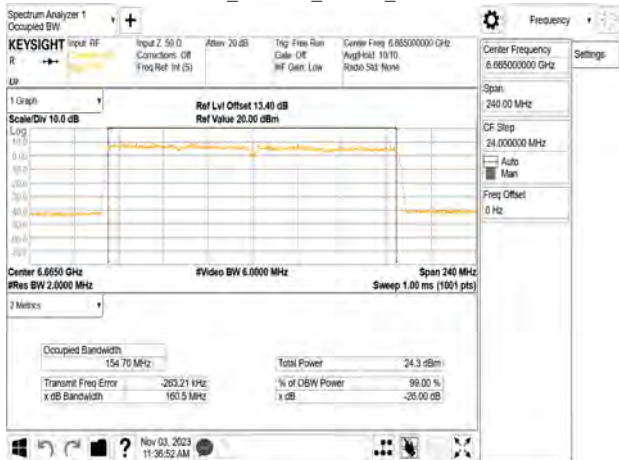 Spectrum Analyzer 1
Occupied BW
+
Frequency
KEYSIGHT
Input: RF
Input Z: 50 Ω
Atten: 20 dB
Trig: Free Run
Center Freq: 6.665000000 GHz
R
Corrections: Off
Gate: Off
Avg|Hold: 10/10
Freq Ref: Int (S)
#IF Gain: Low
Radio Std: None
Center Frequency
6.665000000 GHz
Settings
Span
240.00 MHz
CF Step
24.000000 MHz
Auto
Man
Freq Offset
0 Hz
1 Graph
Scale/Div 10.0 dB
Ref Lvl Offset 13.40 dB
Ref Value 20.00 dBm
Log
10.0
0.00
Center 6.6650 GHz
#Res BW 2.0000 MHz
#Video BW 6.0000 MHz
Span 240 MHz
Sweep 1.00 ms (1001 pts)
2 Metrics
Occupied Bandwidth
154.70 MHz
Total Power
24.3 dBm
Transmit Freq Error
-263.21 kHz
% of OBW Power
99.00 %
x dB Bandwidth
160.5 MHz
x dB
-26.00 dB
?
Nov 03, 2023
11:36:52 AM